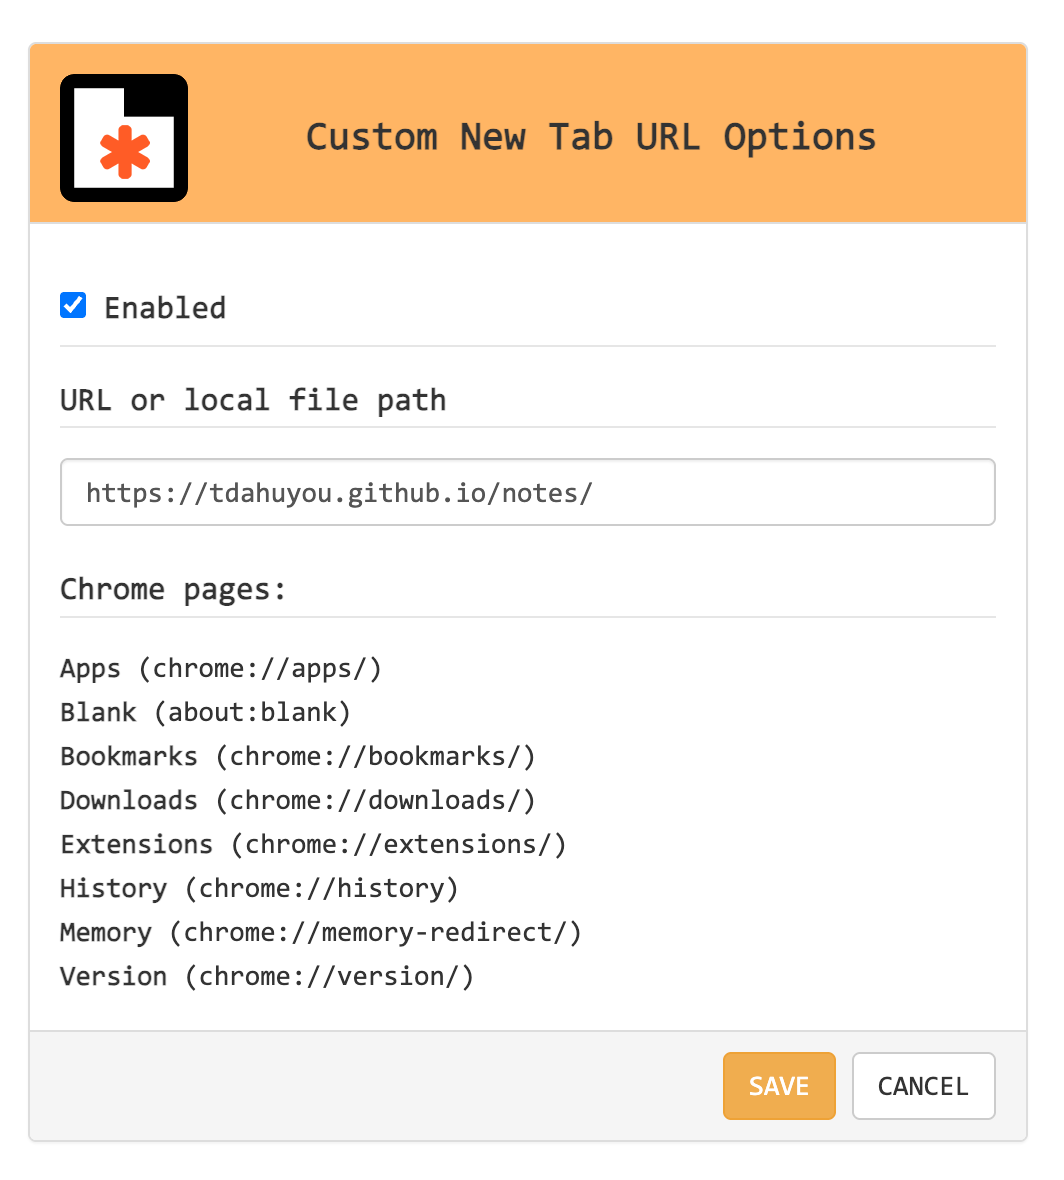 Custom New Tab URL Options
Enabled
URL or local file path
https://tdahuyou.github.io/notes/
Chrome pages:
Apps (chrome://apps/)
Blank (about:blank)
Bookmarks (chrome://bookmarks/)
Downloads (chrome://downloads/)
Extensions (chrome://extensions/)
History (chrome://history)
Memory (chrome://memory-redirect/)
Version (chrome://version/)
SAVE CANCEL